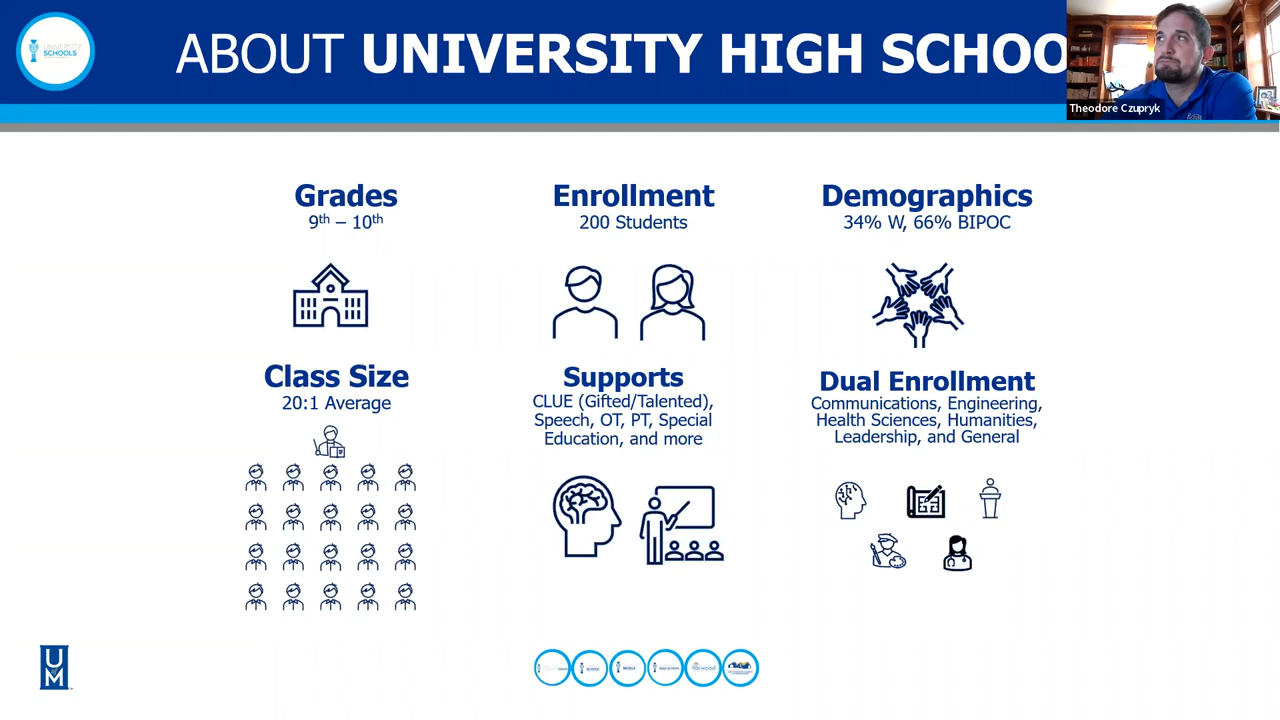 UNIVERSITY
SCHOOLS
ABOUT UNIVERSITY HIGH SCHOO
Theodore Czupryk
Grades
9th – 10th
Enrollment
200 Students
Demographics
34% W, 66% BIPOC
Class Size
20:1 Average
Supports
CLUE (Gifted/Talented),
Speech, OT, PT, Special
Education, and more
Dual Enrollment
Communications, Engineering,
Health Sciences, Humanities,
Leadership, and General
U
M